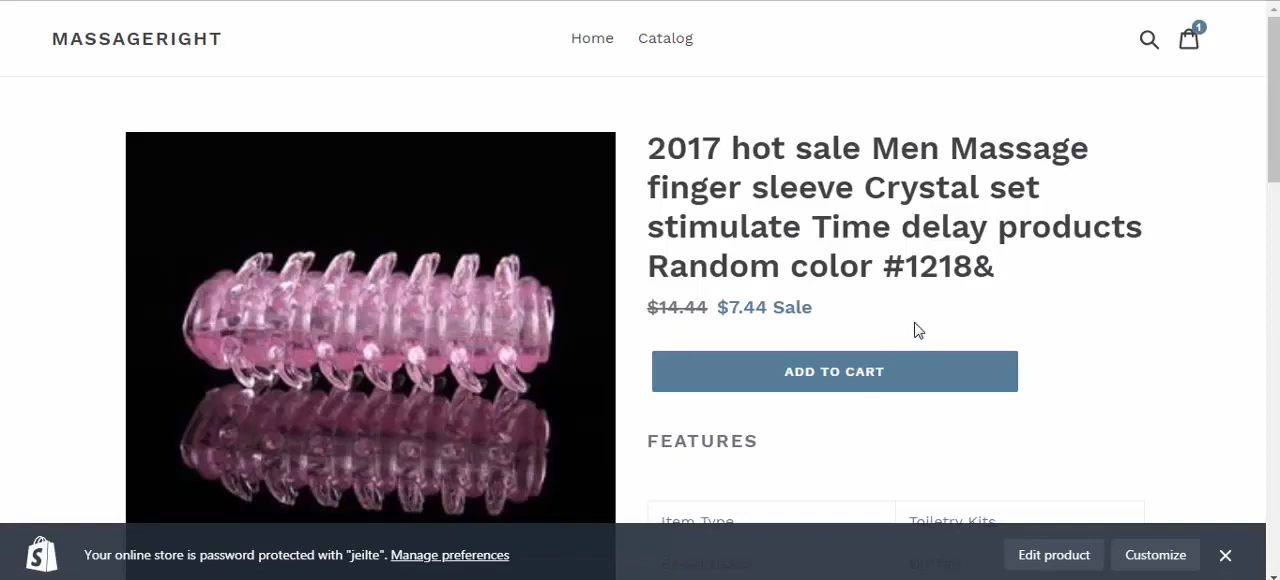 MASSAGERIGHT
Home Catalog
1
2017 hot sale Men Massage
finger sleeve Crystal set
stimulate Time delay products
Random color #1218&
$14.44 $7.44 Sale
ADD TO CART
FEATURES
Item Type Toiletry Kits
Your online store is password protected with "jeilte". Manage preferences
Edit product
Customize